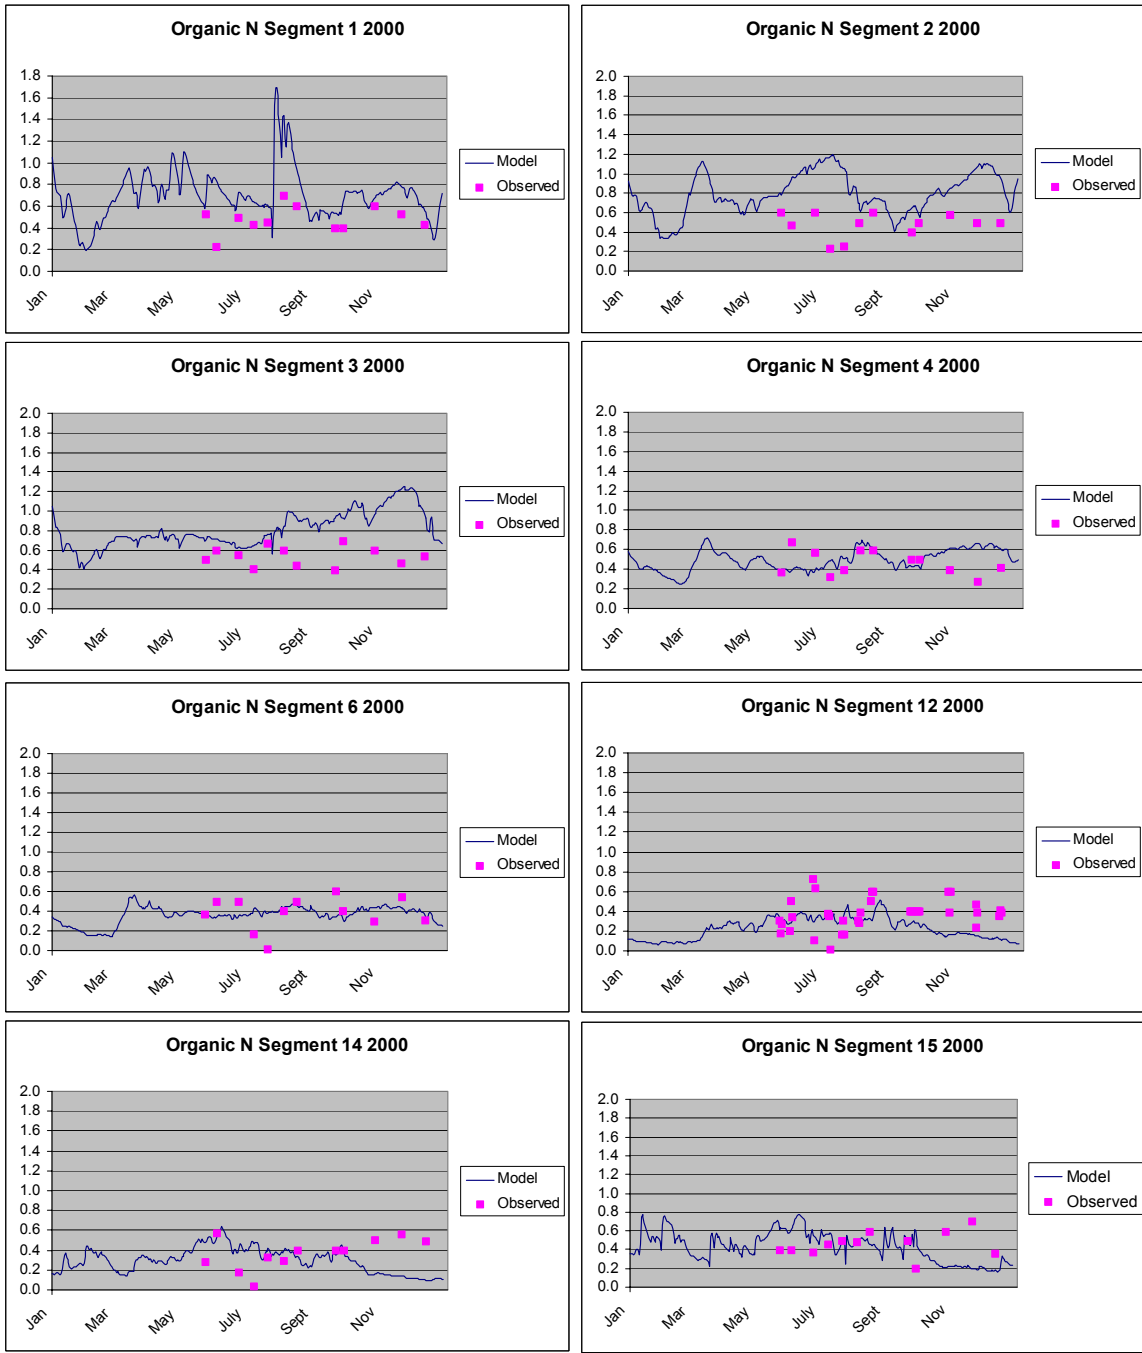 Organic N Segment 1 2000
1.8
1.6
1.4
1.2
1.0
0.8
0.6
0.4
0.2
0.0
Jan
Mar
May
July
Sept
Nov
Model
Observed
Organic N Segment 2 2000
2.0
1.8
1.6
1.4
1.2
1.0
0.8
0.6
0.4
0.2
0.0
Jan
Mar
May
July
Sept
Nov
Model
Observed
Organic N Segment 3 2000
2.0
1.8
1.6
1.4
1.2
1.0
0.8
0.6
0.4
0.2
0.0
Jan
Mar
May
July
Sept
Nov
Model
Observed
Organic N Segment 4 2000
2.0
1.8
1.6
1.4
1.2
1.0
0.8
0.6
0.4
0.2
0.0
Jan
Mar
May
July
Sept
Nov
Model
Observed
Organic N Segment 6 2000
2.0
1.8
1.6
1.4
1.2
1.0
0.8
0.6
0.4
0.2
0.0
Jan
Mar
May
July
Sept
Nov
Model
Observed
Organic N Segment 12 2000
2.0
1.8
1.6
1.4
1.2
1.0
0.8
0.6
0.4
0.2
0.0
Jan
Mar
May
July
Sept
Nov
Model
Observed
Organic N Segment 14 2000
2.0
1.8
1.6
1.4
1.2
1.0
0.8
0.6
0.4
0.2
0.0
Jan
Mar
May
July
Sept
Nov
Model
Observed
Organic N Segment 15 2000
2.0
1.8
1.6
1.4
1.2
1.0
0.8
0.6
0.4
0.2
0.0
Jan
Mar
May
July
Sept
Nov
Model
Observed